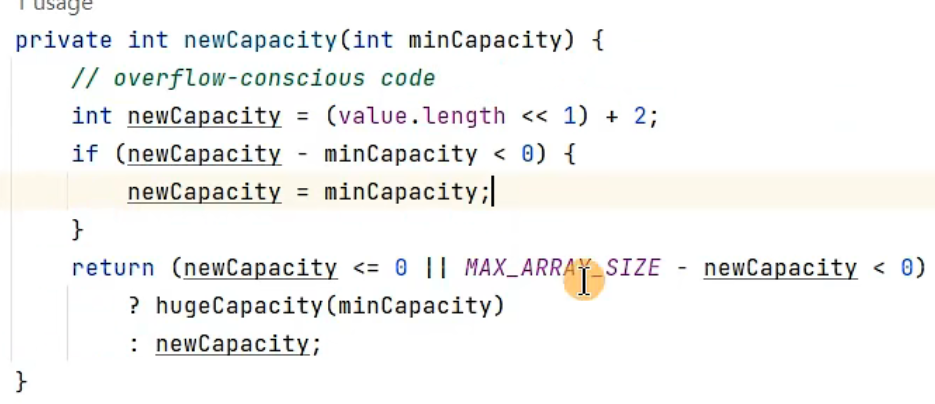 1 usage
private int newCapacity(int minCapacity) {
// overflow-conscious code
int newCapacity = (value.length << 1) + 2;
if (newCapacity - minCapacity < 0) {
newCapacity = minCapacity;
}
return (newCapacity <= 0 || MAX_ARRAY_SIZE - newCapacity < 0)
? hugeCapacity(minCapacity)
: newCapacity;
}